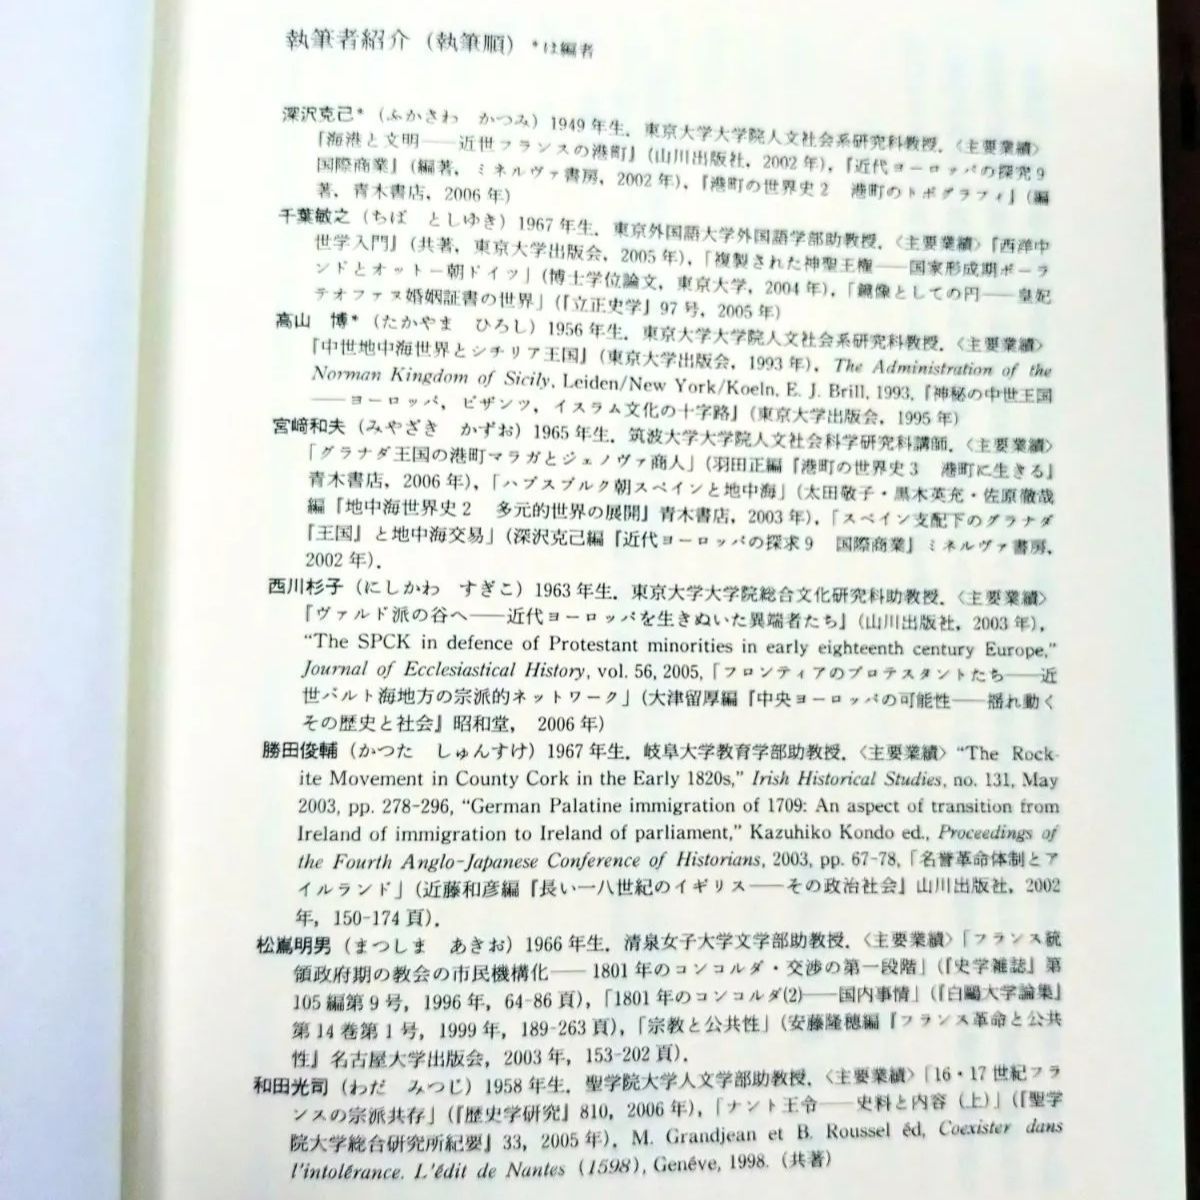 執筆者紹介（執筆順） *は編者
深沢克己*（ふかさわ　かつみ）1949年生．東京大学大学院人文社会系研究科教授．〈主要業績〉
『海港と文明――近世フランスの港町』（山川出版社，2002年），『近代ヨーロッパの探究9
国際商業』（編著，ミネルヴァ書房，2002年），『港町の世界史2　港町のトポグラフィ』（編
著，青木書店，2006年）
千葉敏之（ちば　としゆき）1967年生．東京外国語大学外国語学部助教授．〈主要業績〉『西洋中
世学入門』（共著，東京大学出版会，2005年），「複製された神聖王権――国家形成期ポーラ
ンドとオットー朝ドイツ」（博士学位論文，東京大学，2004年），「鏡像としての円――皇妃
テオファヌ婚姻証書の世界」（『立正史学』97号，2005年）
高山　博*（たかやま　ひろし）1956年生．東京大学大学院人文社会系研究科教授．〈主要業績〉
『中世地中海世界とシチリア王国』（東京大学出版会，1993年），The Administration of the
Norman Kingdom of Sicily, Leiden/New York/Koeln, E. J. Brill, 1993,『神秘の中世王国
――ヨーロッパ，ビザンツ，イスラム文化の十字路』（東京大学出版会，1995年）
宮﨑和夫（みやざき　かずお）1965年生．筑波大学大学院人文社会科学研究科講師．〈主要業績〉
「グラナダ王国の港町マラガとジェノヴァ商人」（羽田正編『港町の世界史3　港町に生きる』
青木書店，2006年），「ハプスブルク朝スペインと地中海」（太田敬子・黒木英充・佐原徹哉
編『地中海世界史2　多元的世界の展開』青木書店，2003年），「スペイン支配下のグラナダ
『王国』と地中海交易」（深沢克己編『近代ヨーロッパの探求9　国際商業』ミネルヴァ書房，
2002年）．
西川杉子（にしかわ　すぎこ）1963年生．東京大学大学院総合文化研究科助教授．〈主要業績〉
『ヴァルド派の谷へ――近代ヨーロッパを生きぬいた異端者たち』（山川出版社，2003年），
“The SPCK in defence of Protestant minorities in early eighteenth century Europe,”
Journal of Ecclesiastical History, vol. 56, 2005,「フロンティアのプロテスタントたち――近
世バルト海地方の宗派的ネットワーク」（大津留厚編『中央ヨーロッパの可能性――揺れ動く
その歴史と社会』昭和堂，2006年）
勝田俊輔（かつた　しゅんすけ）1967年生．岐阜大学教育学部助教授．〈主要業績〉“The Rock-
ite Movement in County Cork in the Early 1820s,” Irish Historical Studies, no. 131, May
2003, pp. 278-296, “German Palatine immigration of 1709: An aspect of transition from
Ireland of immigration to Ireland of parliament,” Kazuhiko Kondo ed., Proceedings of
the Fourth Anglo-Japanese Conference of Historians, 2003, pp. 67-78,「名誉革命体制とア
イルランド」（近藤和彦編『長い一八世紀のイギリス――その政治社会』山川出版社，2002
年，150-174頁）．
松嶌明男（まつしま　あきお）1966年生．清泉女子大学文学部助教授．〈主要業績〉「フランス統
領政府期の教会の市民機構化――1801年のコンコルダ・交渉の第一段階」（『史学雑誌』第
105編第9号，1996年，64-86頁），「1801年のコンコルダ(2)――国内事情」（『白鷗大学論集』
第14巻第1号，1999年，189-263頁），「宗教と公共性」（安藤隆穂編『フランス革命と公共
性』名古屋大学出版会，2003年，153-202頁）．
和田光司（わだ　みつじ）1958年生．聖学院大学人文学部助教授．〈主要業績〉「16・17世紀フラ
ンスの宗派共存」（『歴史学研究』810，2006年），「ナント王令――史料と内容（上）」（『聖学
院大学総合研究所紀要』33，2005年），M. Grandjean et B. Roussel éd, Coexister dans
l’intolérance. L’édit de Nantes (1598), Genéve, 1998.（共著）